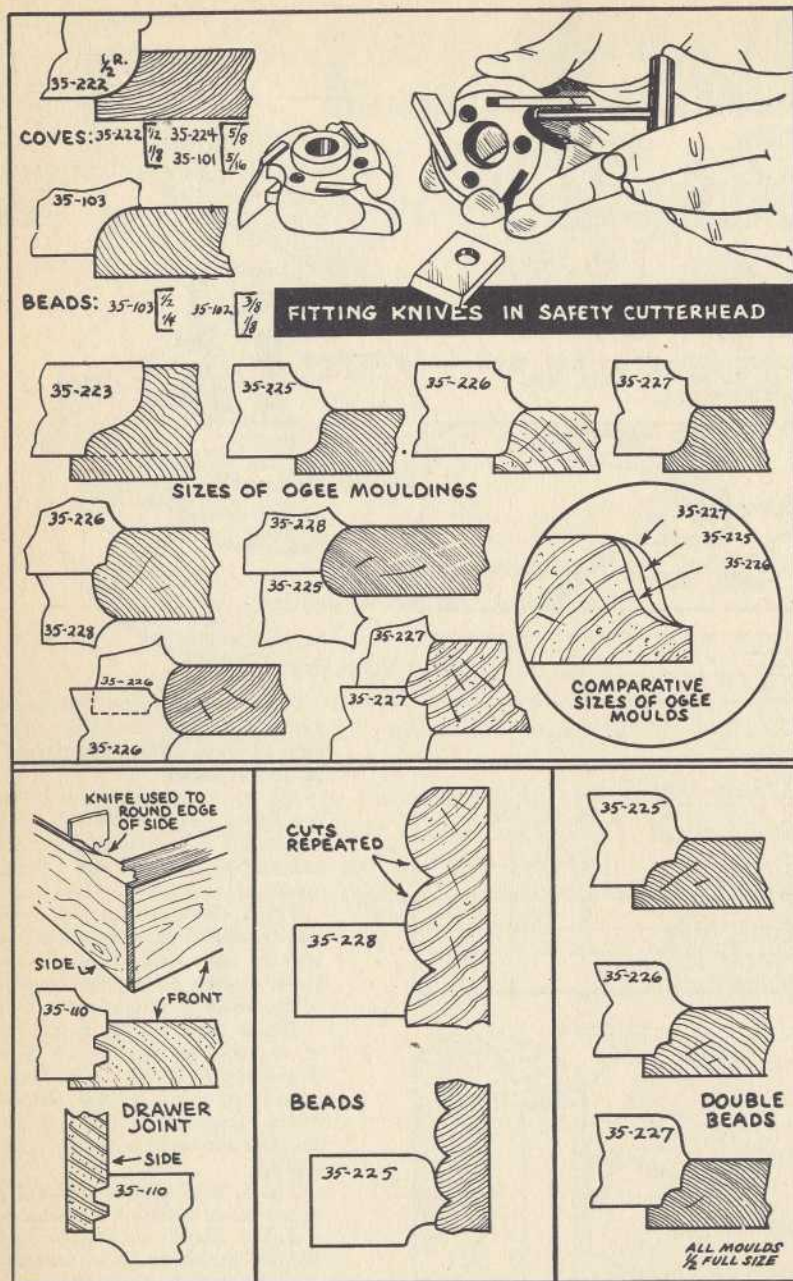 ½ R.
35-222
COVES: 35-222 [1/2 1/8 35-224 [5/8
35-101 [5/16
35-103
BEADS: 35-103 [1/2 1/4 35-102 [3/8 1/8
FITTING KNIVES IN SAFETY CUTTERHEAD
35-223
35-225
35-226
35-227
SIZES OF OGEE MOULDINGS
35-226
35-228
35-228
35-225
35-227
35-225
35-226
COMPARATIVE
SIZES OF OGEE
MOULDS
35-226
35-226
35-227
35-227
KNIFE USED TO
ROUND EDGE
OF SIDE
SIDE
FRONT
35-110
DRAWER
JOINT
SIDE
35-110
CUTS
REPEATED
35-228
BEADS
35-225
35-225
35-226
DOUBLE
BEADS
35-227
ALL MOULDS
½ FULL SIZE